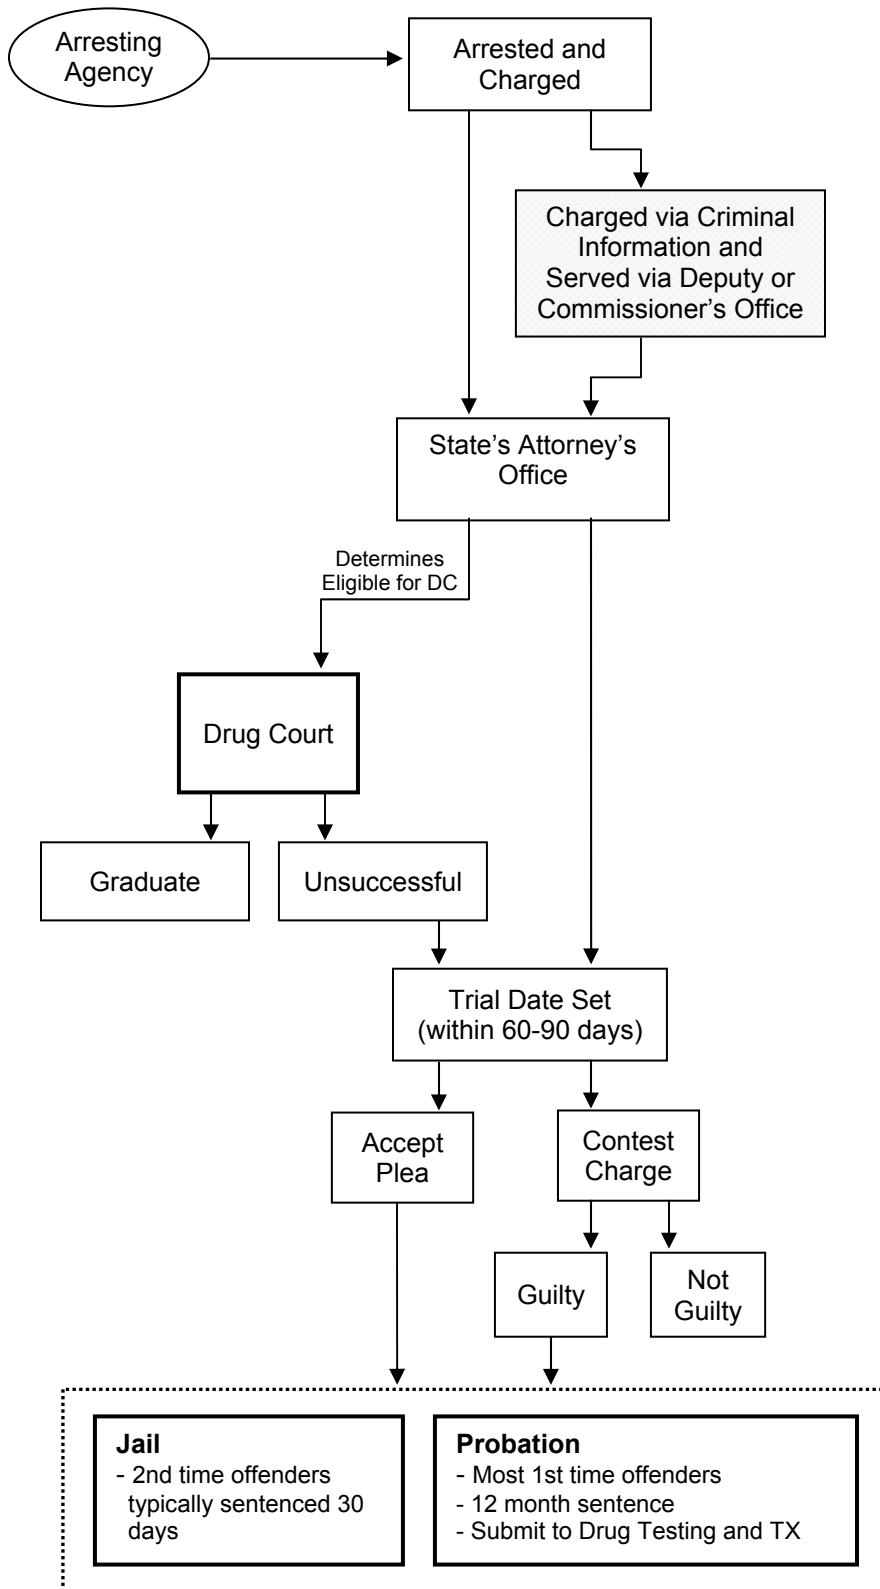 Arresting
Agency
Arrested and
Charged
Charged via Criminal
Information and
Served via Deputy or
Commissioner’s Office
State’s Attorney’s
Office
Determines
Eligible for DC
Drug Court
Graduate
Unsuccessful
Trial Date Set
(within 60-90 days)
Accept
Plea
Contest
Charge
Guilty
Not
Guilty
Jail
- 2nd time offenders
typically sentenced 30
days
Probation
- Most 1st time offenders
- 12 month sentence
- Submit to Drug Testing and TX